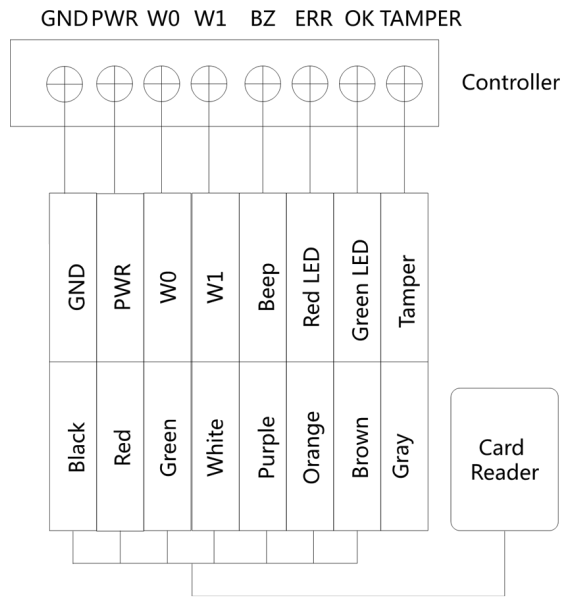 GND PWR W0 W1 BZ ERR OK TAMPER
Controller
GND PWR W0 W1 Beep Red LED Green LED Tamper
Black Red Green White Purple Orange Brown Gray
Card
Reader